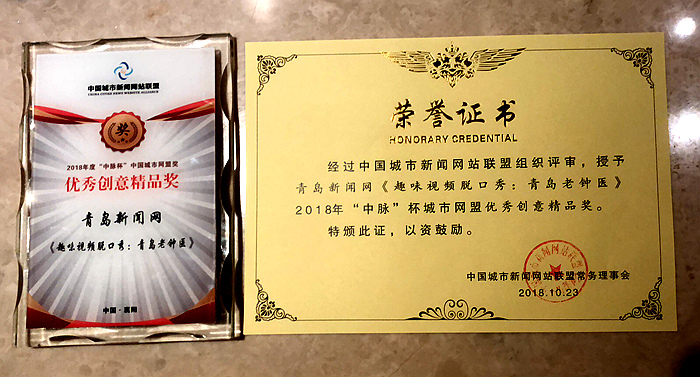 中国城市新闻网站联盟
CHINA CITIES NEWS WEBSITE ALLIANCE
奖
2018年度“中脉杯”中国城市网盟奖
优秀创意精品奖
青岛新闻网
《趣味视频脱口秀：青岛老钟医》
中国·襄阳
荣誉证书
HONORARY CREDENTIAL
经过中国城市新闻网站联盟组织评审，授予
青岛新闻网《趣味视频脱口秀：青岛老钟医》
2018年“中脉”杯城市网盟优秀创意精品奖。
特颁此证，以资鼓励。
中国城市新闻网站联盟常务理事会
2018.10.23